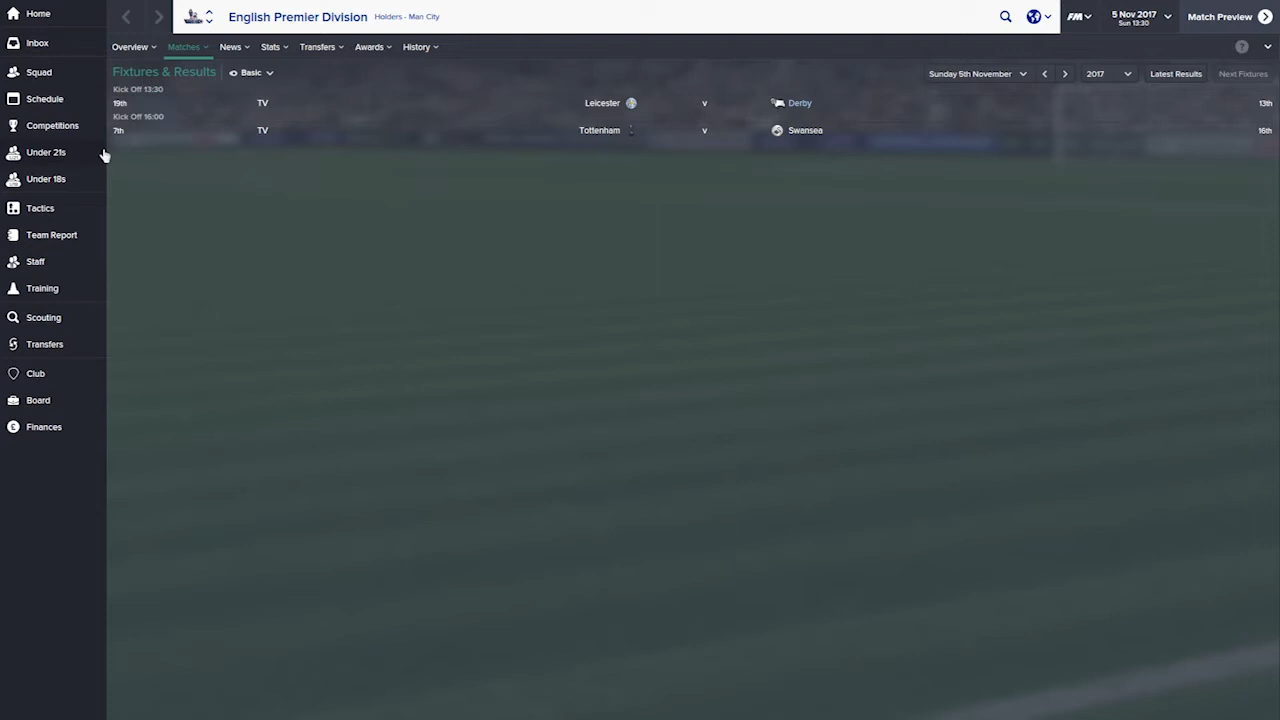 Home
English Premier Division Holders - Man City
FM 5 Nov 2017 Sun 13:30 Match Preview
Inbox
Overview Matches News Stats Transfers Awards History ?
Squad
Fixtures & Results Basic Sunday 5th November 2017 Latest Results Next Fixtures
Kick Off 13:30
19th TV Leicester v Derby 13th
Kick Off 16:00
7th TV Tottenham v Swansea 16th
Schedule
Competitions
Under 21s
Under 18s
Tactics
Team Report
Staff
Training
Scouting
Transfers
Club
Board
Finances